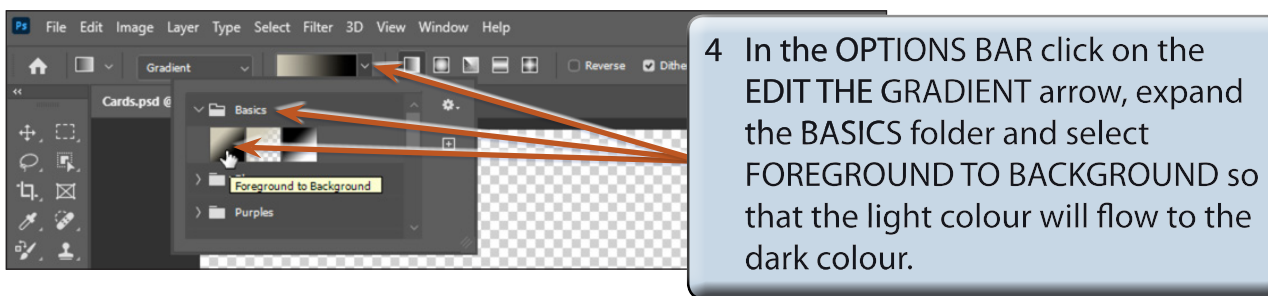 Ps File Edit Image Layer Type Select Filter 3D View Window Help
Gradient Reverse Dithe
Cards.psd @
Basics
Foreground to Background
Purples
4 In the OPTIONS BAR click on the
EDIT THE GRADIENT arrow, expand
the BASICS folder and select
FOREGROUND TO BACKGROUND so
that the light colour will flow to the
dark colour.